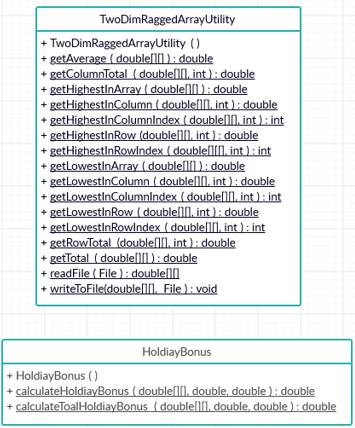 TwoDimRaggedArrayUtility
+ TwoDimRaggedArrayUtility ( )
+ getAverage ( double[][] ) : double
+ getColumnTotal ( double[][], int ) : double
+ getHighestInArray ( double[][] ) : double
+ getHighestInColumn ( double[][], int ) : double
+ getHighestInColumnIndex ( double[][], int ) : int
+ getHighestInRow (double[][], int ) : double
+ getHighestInRowIndex ( double[][], int ) : int
+ getLowestInArray ( double[][] ) : double
+ getLowestInColumn ( double[][], int ) : double
+ getLowestInColumnIndex ( double[][], int ) : int
+ getLowestInRow ( double[][], int ) : double
+ getLowestInRowIndex ( double[][], int ) : int
+ getRowTotal (double[][], int ) : double
+ getTotal ( double[][] ) : double
+ readFile ( File ) : double[][]
+ writeToFile(double[][], File ) : void
HoldiayBonus
+ HoldiayBonus ( )
+ calculateHoldiayBonus ( double[][], double, double ) : double
+ calculateToalHoldiayBonus ( double[][], double, double ) : double